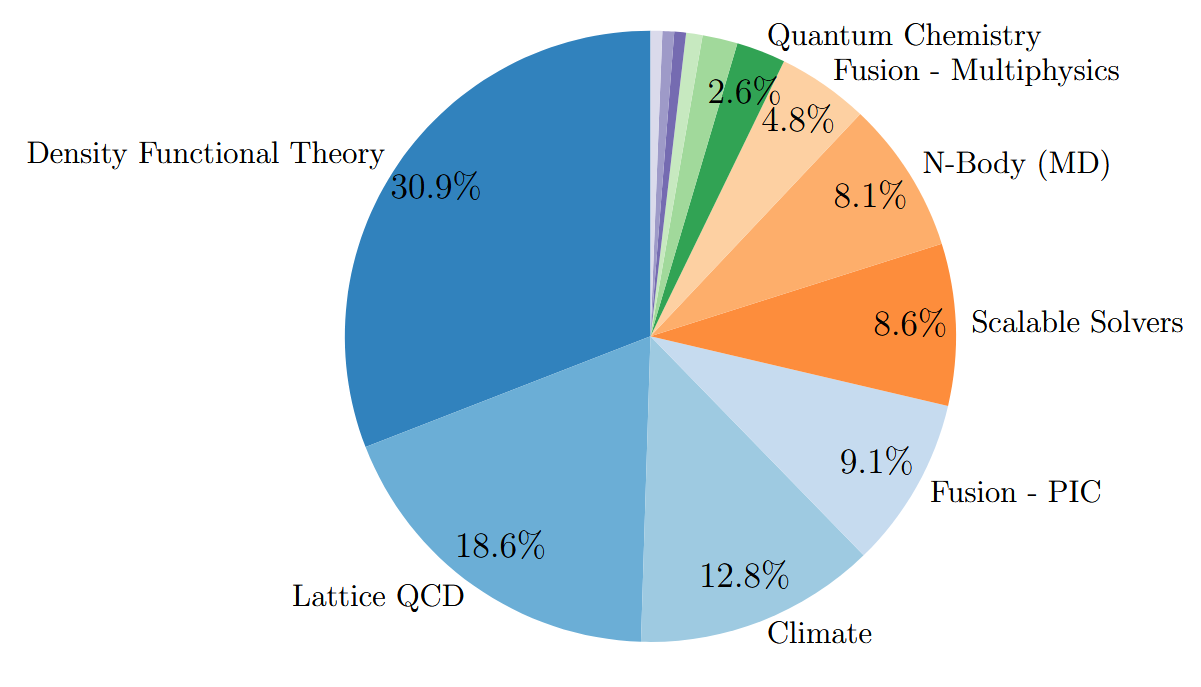 Quantum Chemistry
Fusion - Multiphysics
2.6%
4.8%
Density Functional Theory
30.9%
N-Body (MD)
8.1%
8.6%
Scalable Solvers
9.1%
Fusion - PIC
18.6%
Lattice QCD
12.8%
Climate